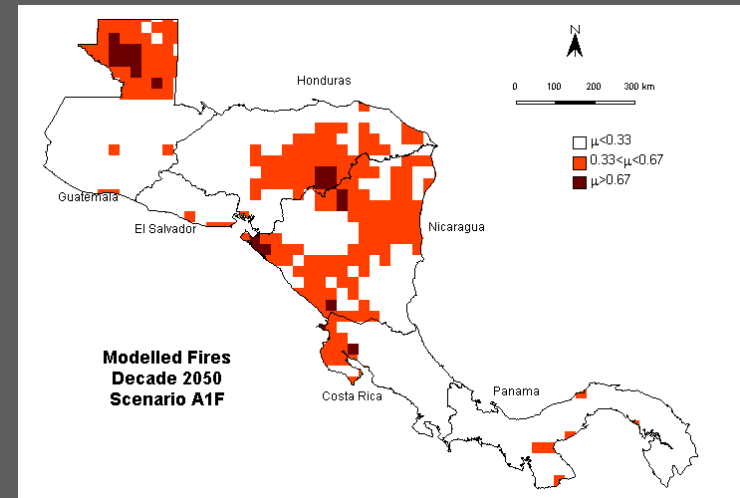 N
0 100 200 300 km
Honduras
μ<0.33
0.33<μ<0.67
μ>0.67
Guatemala
El Salvador
Nicaragua
Modelled Fires
Decade 2050
Scenario A1F
Costa Rica
Panama